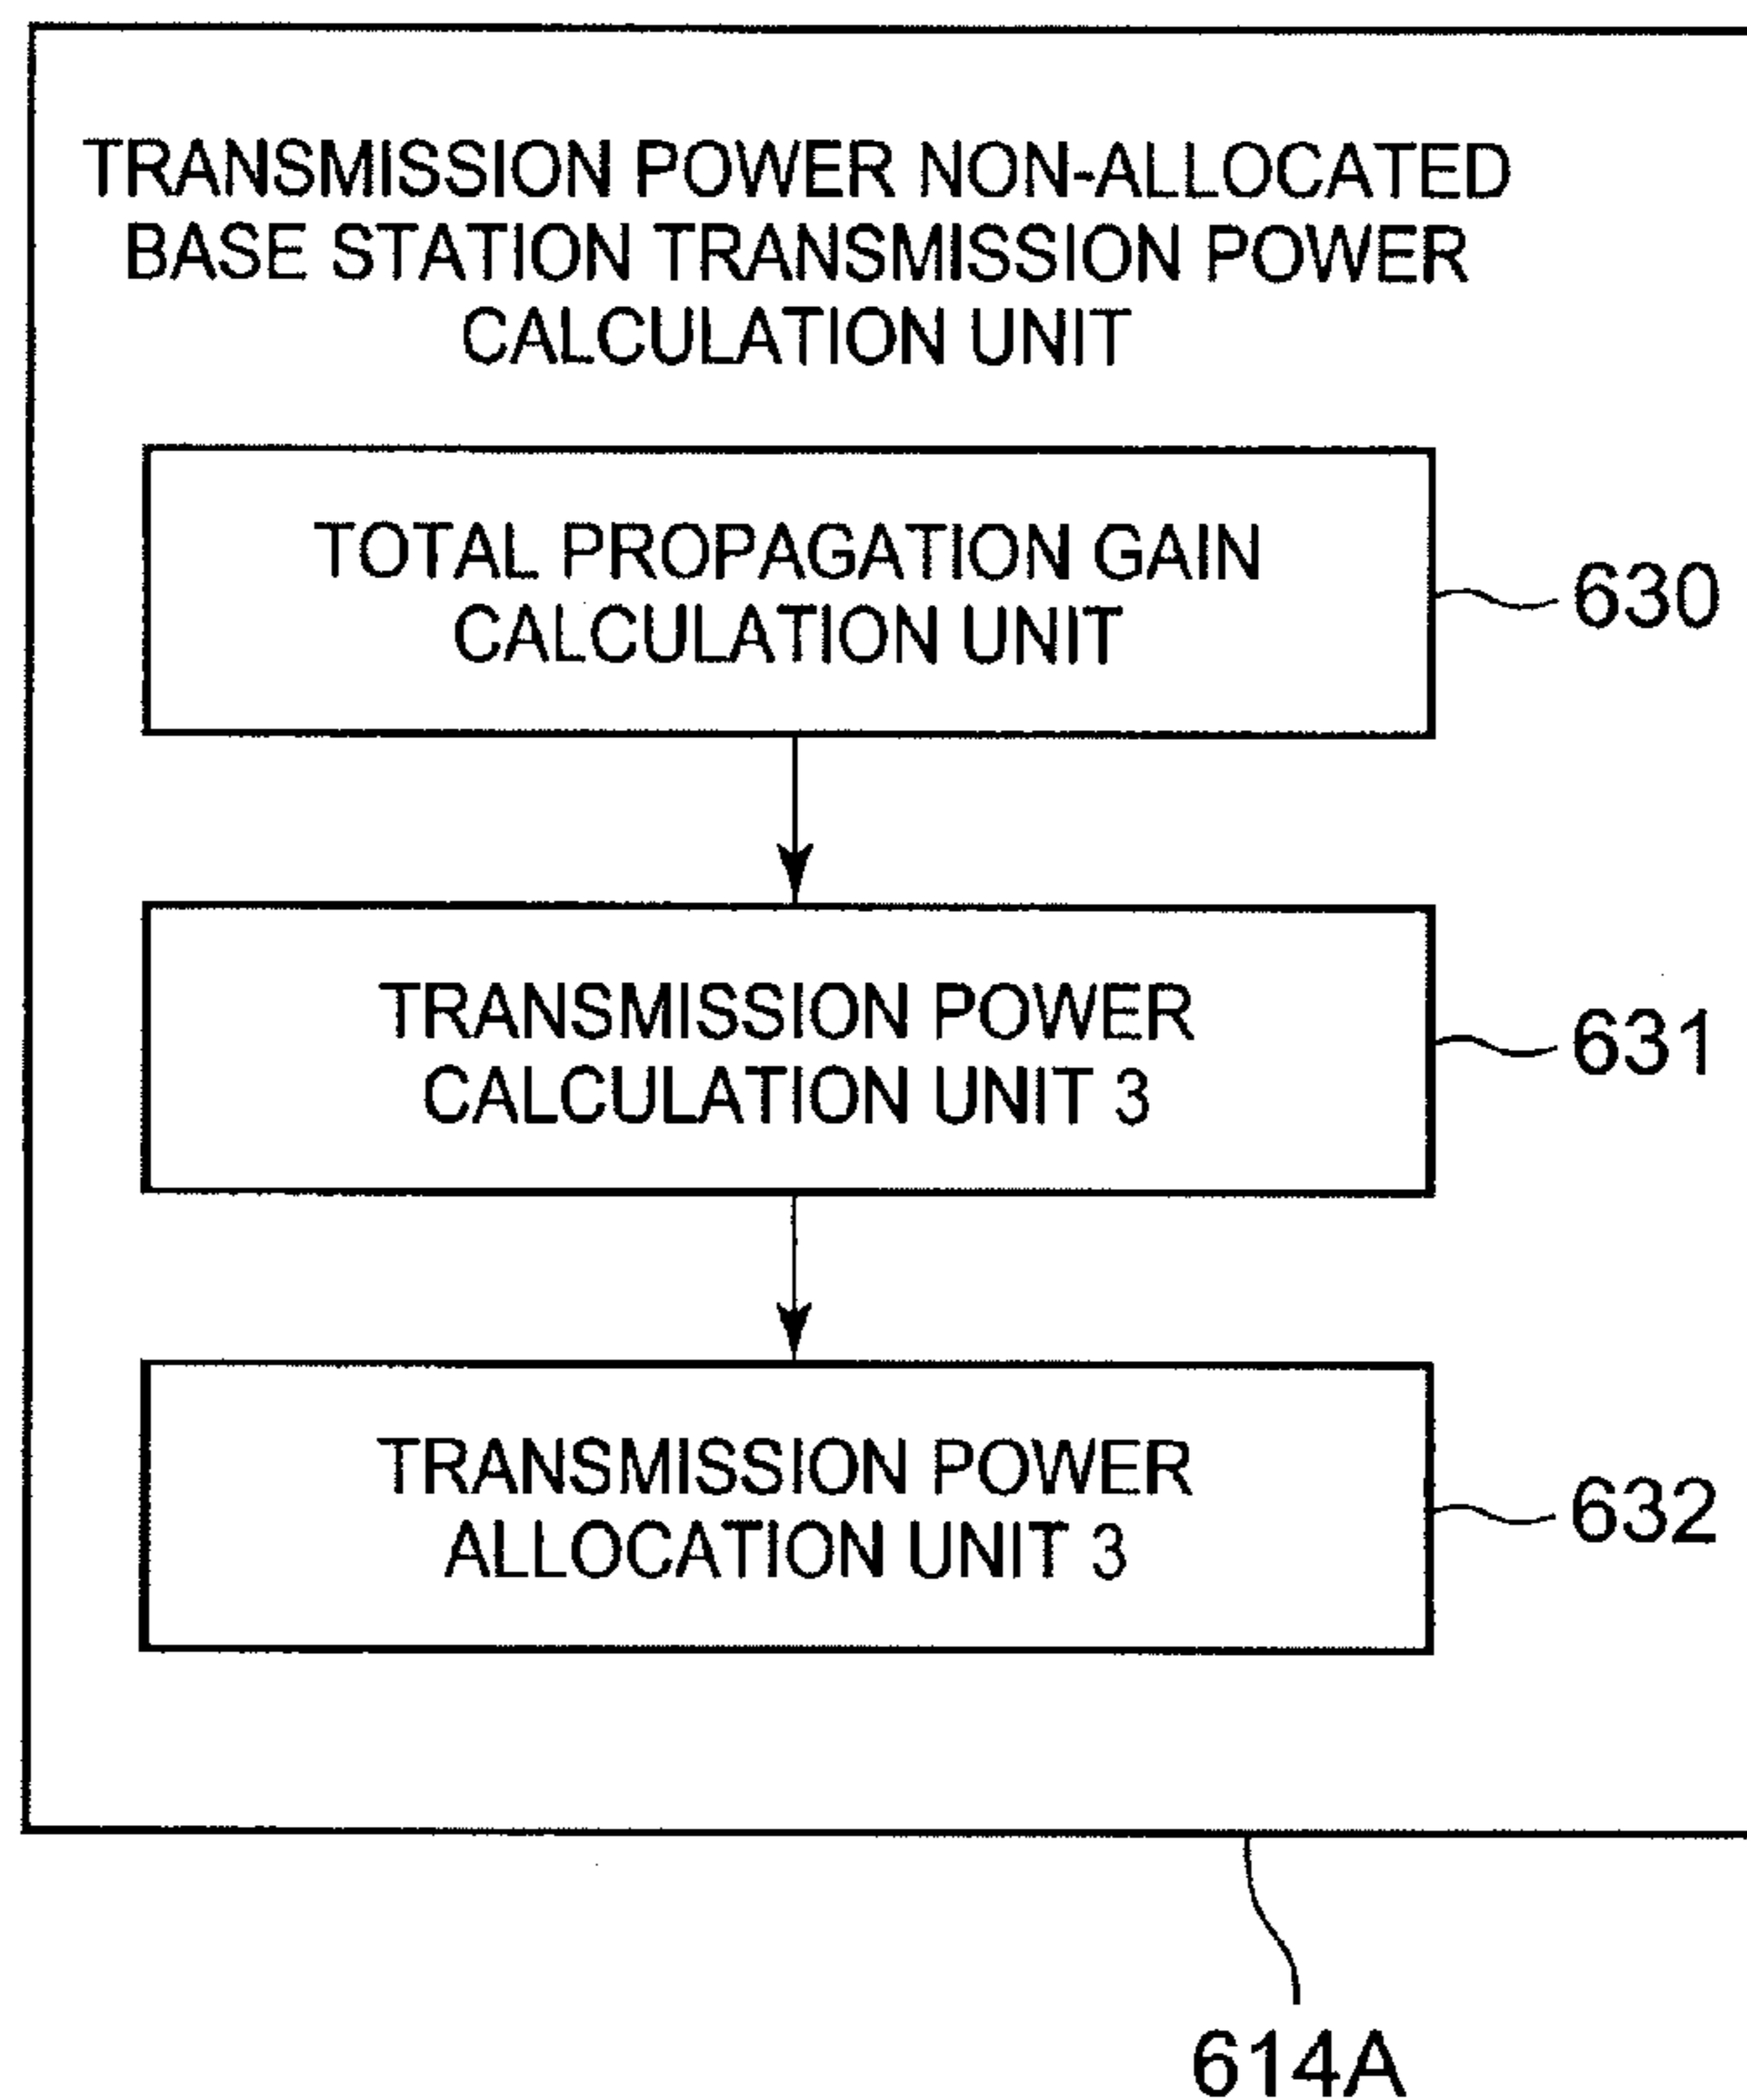 TRANSMISSION POWER NON-ALLOCATED
BASE STATION TRANSMISSION POWER
CALCULATION UNIT
TOTAL PROPAGATION GAIN
CALCULATION UNIT
630
TRANSMISSION POWER
CALCULATION UNIT 3
631
TRANSMISSION POWER
ALLOCATION UNIT 3
632
614A